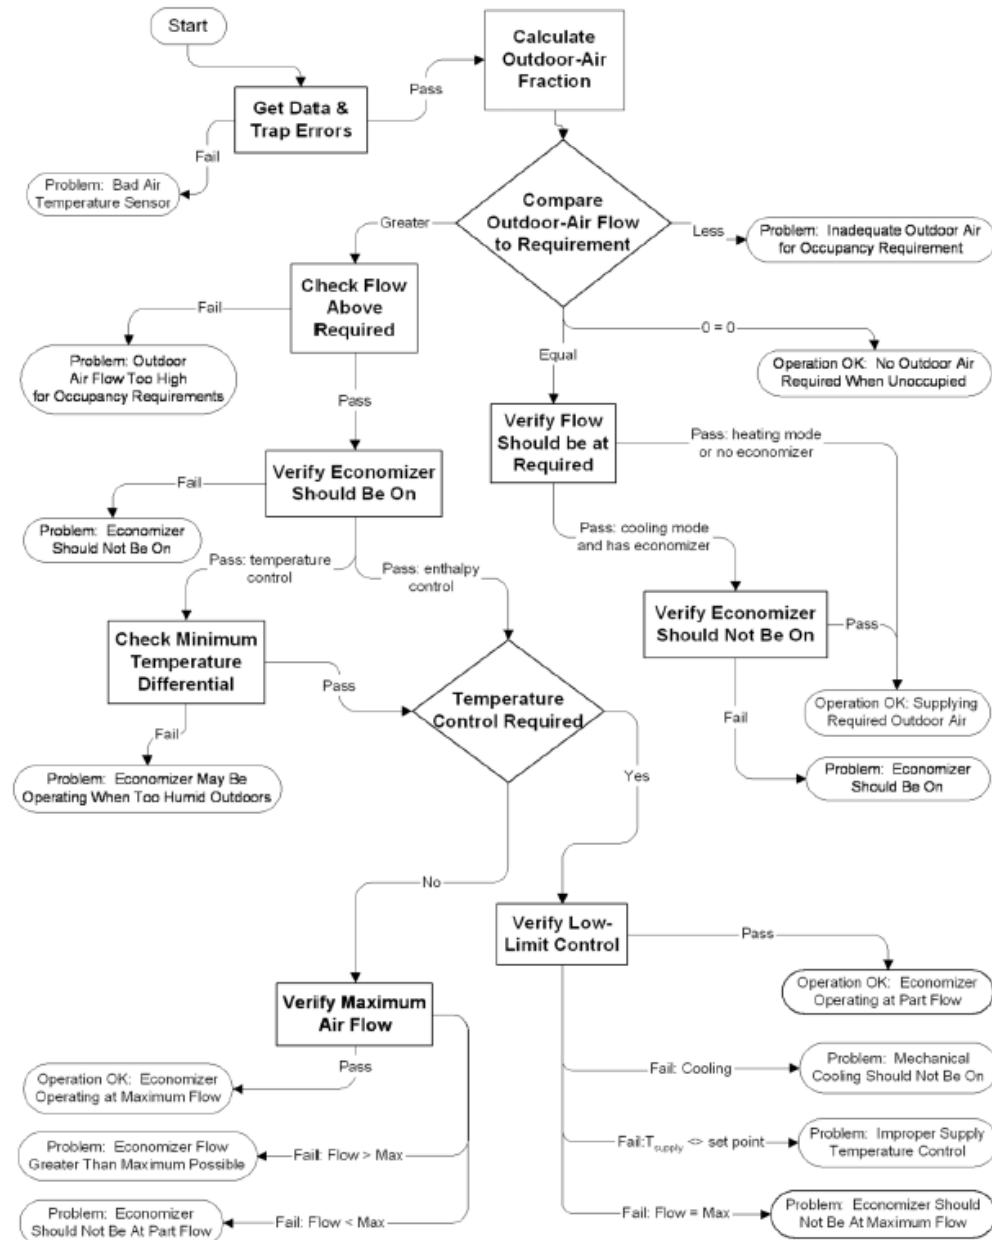 Start
Calculate
Outdoor-Air
Fraction
Pass
Get Data &
Trap Errors
Fail
Problem: Bad Air
Temperature Sensor
Compare
Outdoor-Air Flow
to Requirement
Greater
Less
Problem: Inadequate Outdoor Air
for Occupancy Requirement
Check Flow
Above
Required
Fail
0 = 0
Problem: Outdoor
Air Flow Too High
for Occupancy Requirements
Equal
Operation OK: No Outdoor Air
Required When Unoccupied
Pass
Verify Flow
Should be at
Required
Pass: heating mode
or no economizer
Verify Economizer
Should Be On
Fail
Problem: Economizer
Should Not Be On
Pass: cooling mode
and has economizer
Pass: temperature
control
Pass: enthalpy
control
Verify Economizer
Should Not Be On
Pass
Check Minimum
Temperature
Differential
Pass
Temperature
Control Required
Operation OK: Supplying
Required Outdoor Air
Fail
Fail
Problem: Economizer May Be
Operating When Too Humid Outdoors
Yes
Problem: Economizer
Should Be On
No
Verify Low-
Limit Control
Pass
Operation OK: Economizer
Operating at Part Flow
Verify Maximum
Air Flow
Pass
Operation OK: Economizer
Operating at Maximum Flow
Fail: Cooling
Problem: Mechanical
Cooling Should Not Be On
Problem: Economizer Flow
Greater Than Maximum Possible
Fail: Flow > Max
Fail:Tsupply <> set point
Problem: Improper Supply
Temperature Control
Problem: Economizer
Should Not Be At Part Flow
Fail: Flow < Max
Fail: Flow = Max
Problem: Economizer Should
Not Be At Maximum Flow